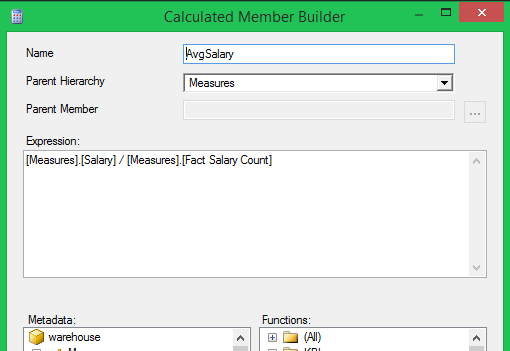 Calculated Member Builder
Name
AvgSalary
Parent Hierarchy
Measures
Parent Member
...
Expression:
[Measures].[Salary] / [Measures].[Fact Salary Count]
Metadata:
Functions:
warehouse
(All)